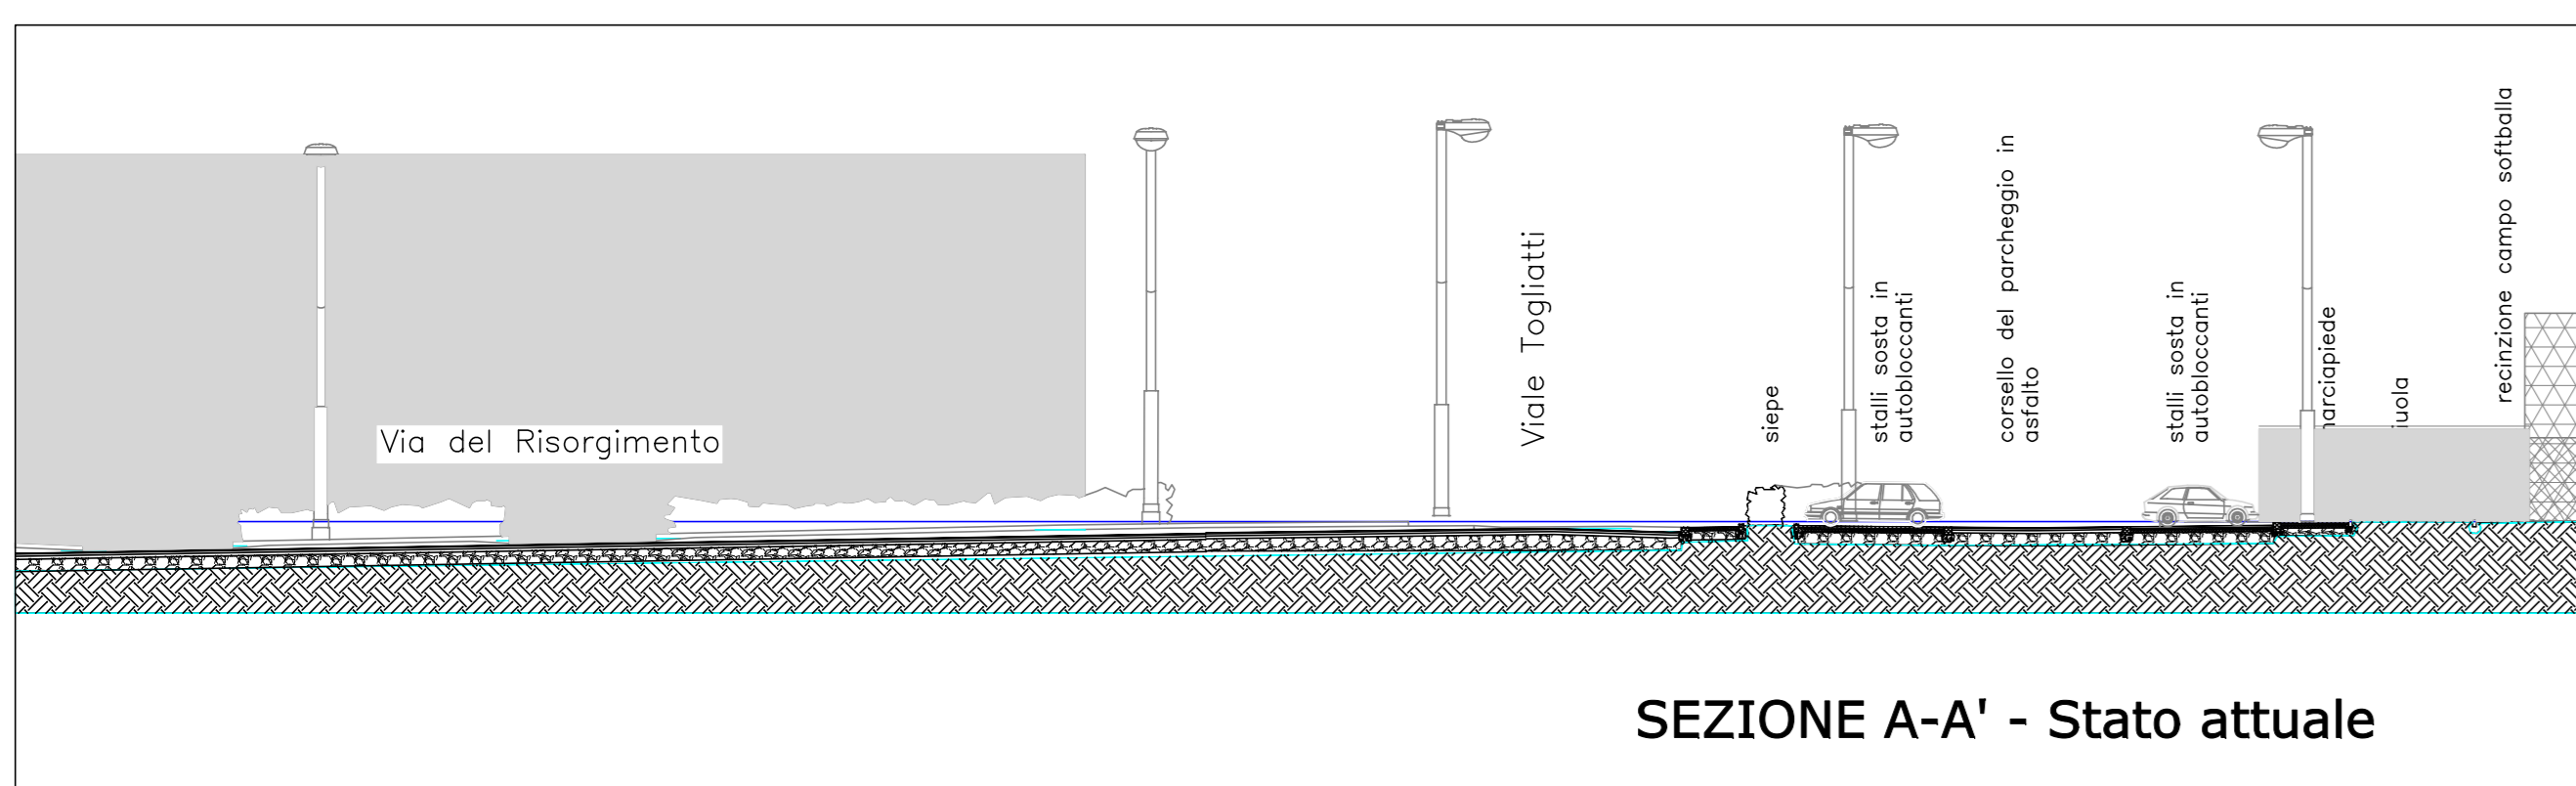 Via del Risorgimento
Viale Togliatti
siepe
stalli sosta in
autobloccanti
corsello del parcheggio in
asfalto
stalli sosta in
autobloccanti
recinzione campo softballa
SEZIONE A-A' - Stato attuale